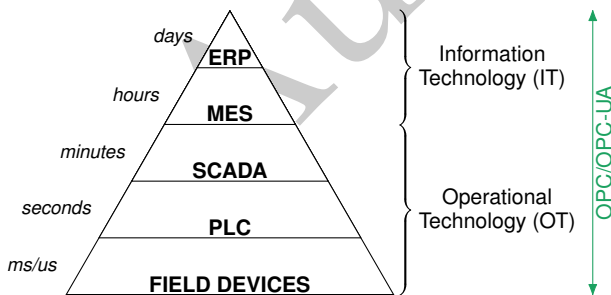 days
ERP
hours
MES
minutes
SCADA
seconds
PLC
ms/us
FIELD DEVICES
Information
Technology (IT)
Operational
Technology (OT)
OPC/OPC-UA